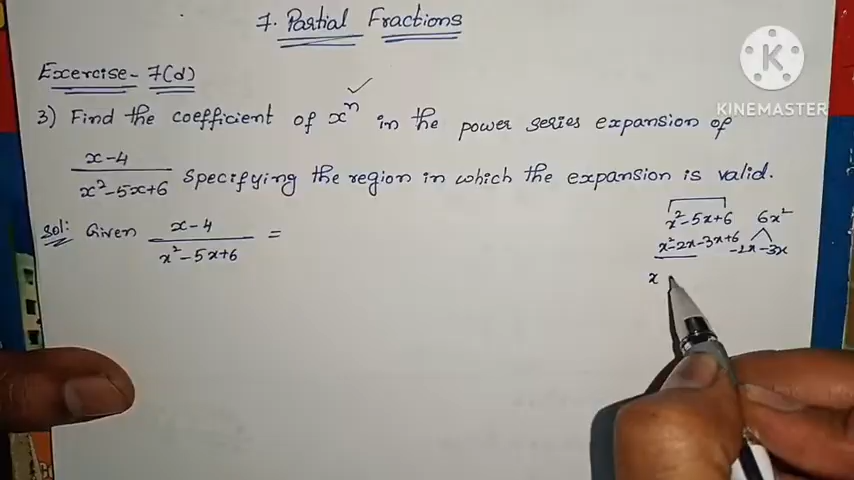 7. Partial Fractions
K
KINEMASTER
Exercise - 7(d)
3) Find the coefficient of xⁿ in the power series expansion of
x-4
x²-5x+6 specifying the region in which the expansion is valid.
Sol: Given x-4
x²-5x+6 =
x²-5x+6 6x²
x²-2x-3x+6 -2x -3x
x